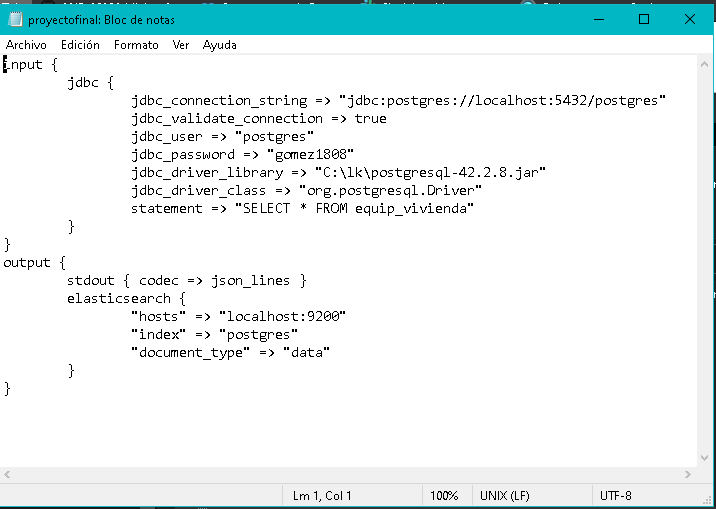 proyectofinal: Bloc de notas
Archivo Edición Formato Ver Ayuda
input {
jdbc {
jdbc_connection_string => "jdbc:postgres://localhost:5432/postgres"
jdbc_validate_connection => true
jdbc_user => "postgres"
jdbc_password => "gomez1808"
jdbc_driver_library => "C:\lk\postgresql-42.2.8.jar"
jdbc_driver_class => "org.postgresql.Driver"
statement => "SELECT * FROM equip_vivienda"
}
}
output {
stdout { codec => json_lines }
elasticsearch {
"hosts" => "localhost:9200"
"index" => "postgres"
"document_type" => "data"
}
}
Lm 1, Col 1 100% UNIX (LF) UTF-8